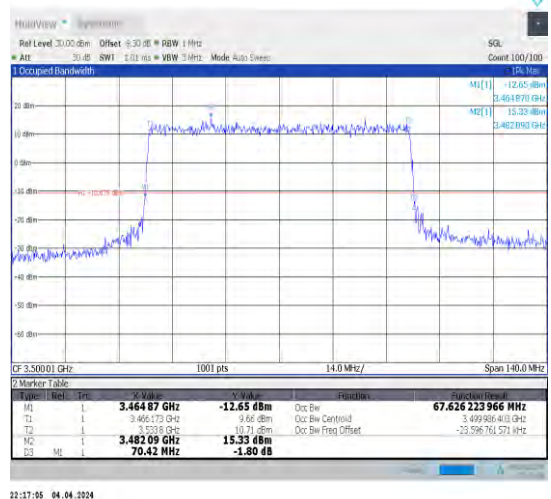 MultiView
Spectrum
Ref Level 30.00 dBm Offset 9.30 dB RBW 1 MHz SGL
Att 30 dB SWT 1.01 ms VBW 3 MHz Mode Auto Sweep Count 100/100
1 Occupied Bandwidth 1Pk Max
M1[1] -12.65 dBm
3.464870 GHz
M2[1] 15.33 dBm
3.482090 GHz
20 dBm
10 dBm
0 dBm
-10 dBm
-20 dBm
-30 dBm
-40 dBm
-50 dBm
-60 dBm
CF 3.50001 GHz 1001 pts 14.0 MHz/ Span 140.0 MHz
2 Marker Table
Type Ref Trc X-Value Y-Value Function Function Result
M1 1 3.464 87 GHz -12.65 dBm Occ Bw 67.626 223 966 MHz
T1 1 3.466173 GHz 9.66 dBm Occ Bw Centroid 3.499 986 403 GHz
T2 1 3.5338 GHz 10.71 dBm Occ Bw Freq Offset -23.596 761 571 kHz
M2 1 3.482 09 GHz 15.33 dBm
D3 M1 1 70.42 MHz -1.80 dB
22:17:05 04.04.2024